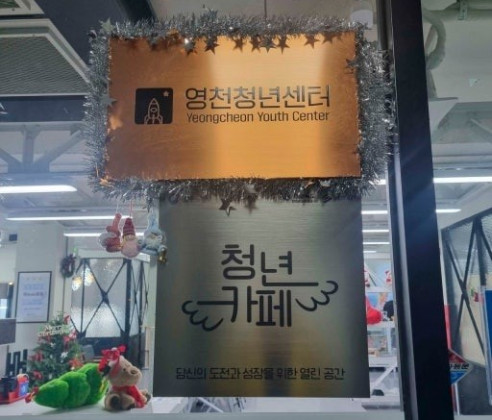 영천청년센터
Yeongcheon Youth Center
청년
카페
당신의 도전과 성장을 위한 열린 공간